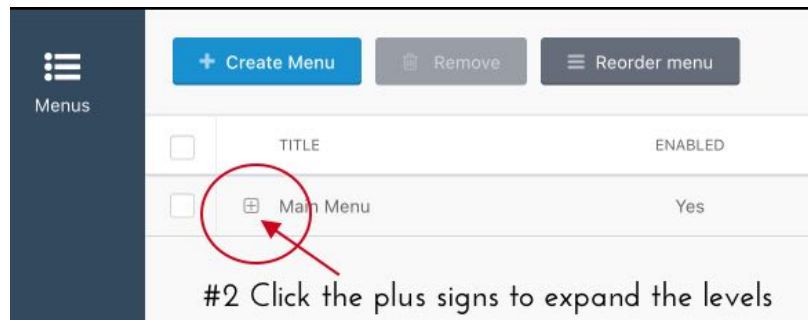 + Create Menu
Remove
Reorder menu
Menus
TITLE ENABLED
Main Menu Yes
#2 Click the plus signs to expand the levels